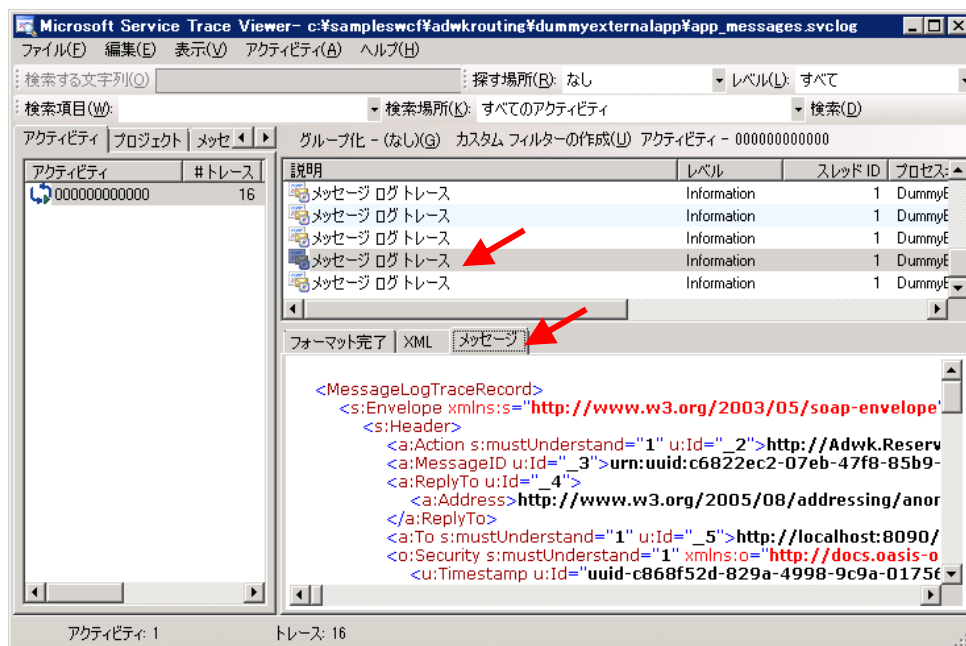 Microsoft Service Trace Viewer- c:¥sampleswcf¥adwkrouting¥dummyexternalapp¥app_messages.svclog
ファイル(F) 編集(E) 表示(V) アクティビティ(A) ヘルプ(H)
検索する文字列(O) 探す場所(R): なし レベル(L): すべて
検索項目(W): 検索場所(K): すべてのアクティビティ 検索(D)
アクティビティ プロジェクト メッセ グループ化 - (なし)(G) カスタム フィルターの作成(U) アクティビティ - 000000000000
アクティビティ # トレース 説明 レベル スレッド ID プロセス:
000000000000 16 メッセージ ログ トレース Information 1 DummyE
メッセージ ログ トレース Information 1 DummyE
メッセージ ログ トレース Information 1 DummyE
メッセージ ログ トレース Information 1 DummyE
メッセージ ログ トレース Information 1 DummyE
フォーマット完了 XML メッセージ
<MessageLogTraceRecord>
<s:Envelope xmlns:s="http://www.w3.org/2003/05/soap-envelope"
<s:Header>
<a:Action s:mustUnderstand="1" u:Id="_2">http://Adwk.Reserv
<a:MessageID u:Id="_3">urn:uuid:c6822ec2-07eb-47f8-85b9-
<a:ReplyTo u:Id="_4">
<a:Address>http://www.w3.org/2005/08/addressing/anor
</a:ReplyTo>
<a:To s:mustUnderstand="1" u:Id="_5">http://localhost:8090/
<o:Security s:mustUnderstand="1" xmlns:o="http://docs.oasis-o
<u:Timestamp u:Id="uuid-c868f52d-829a-4998-9c9a-01756
アクティビティ: 1 トレース: 16